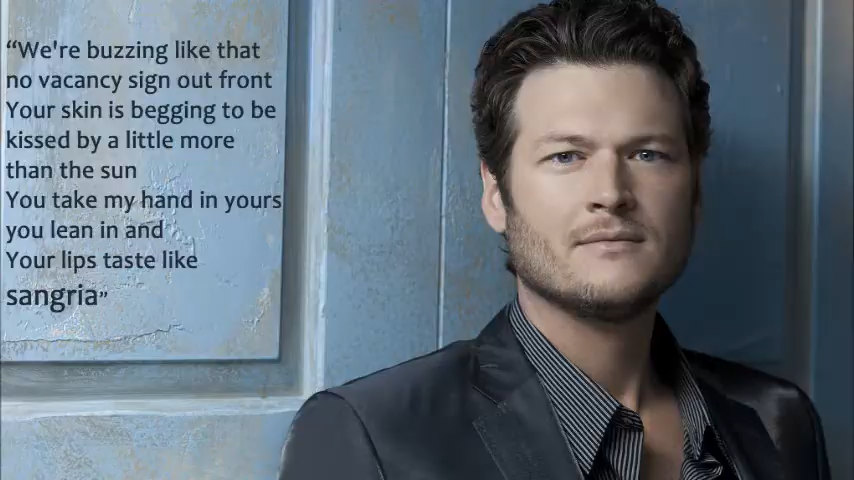 “We're buzzing like that
no vacancy sign out front
Your skin is begging to be
kissed by a little more
than the sun
You take my hand in yours
you lean in and
Your lips taste like
sangria”